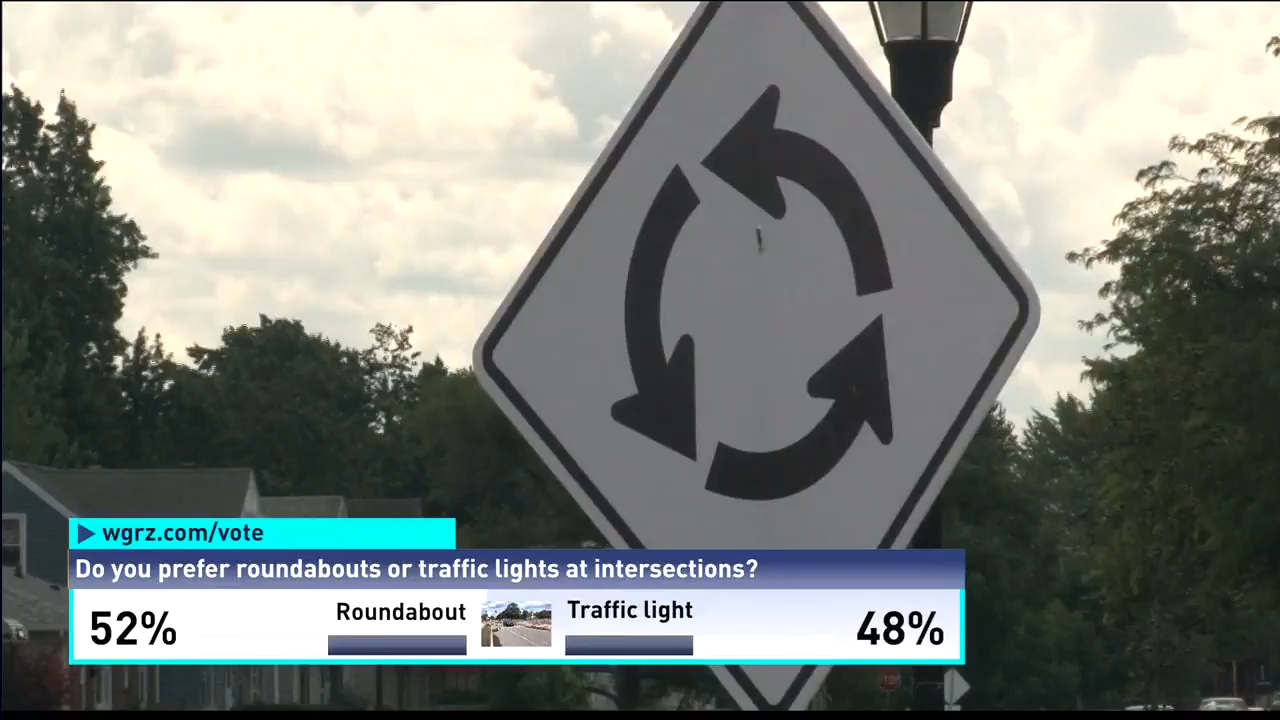 wgrz.com/vote
Do you prefer roundabouts or traffic lights at intersections?
52%
Roundabout
Traffic light
48%